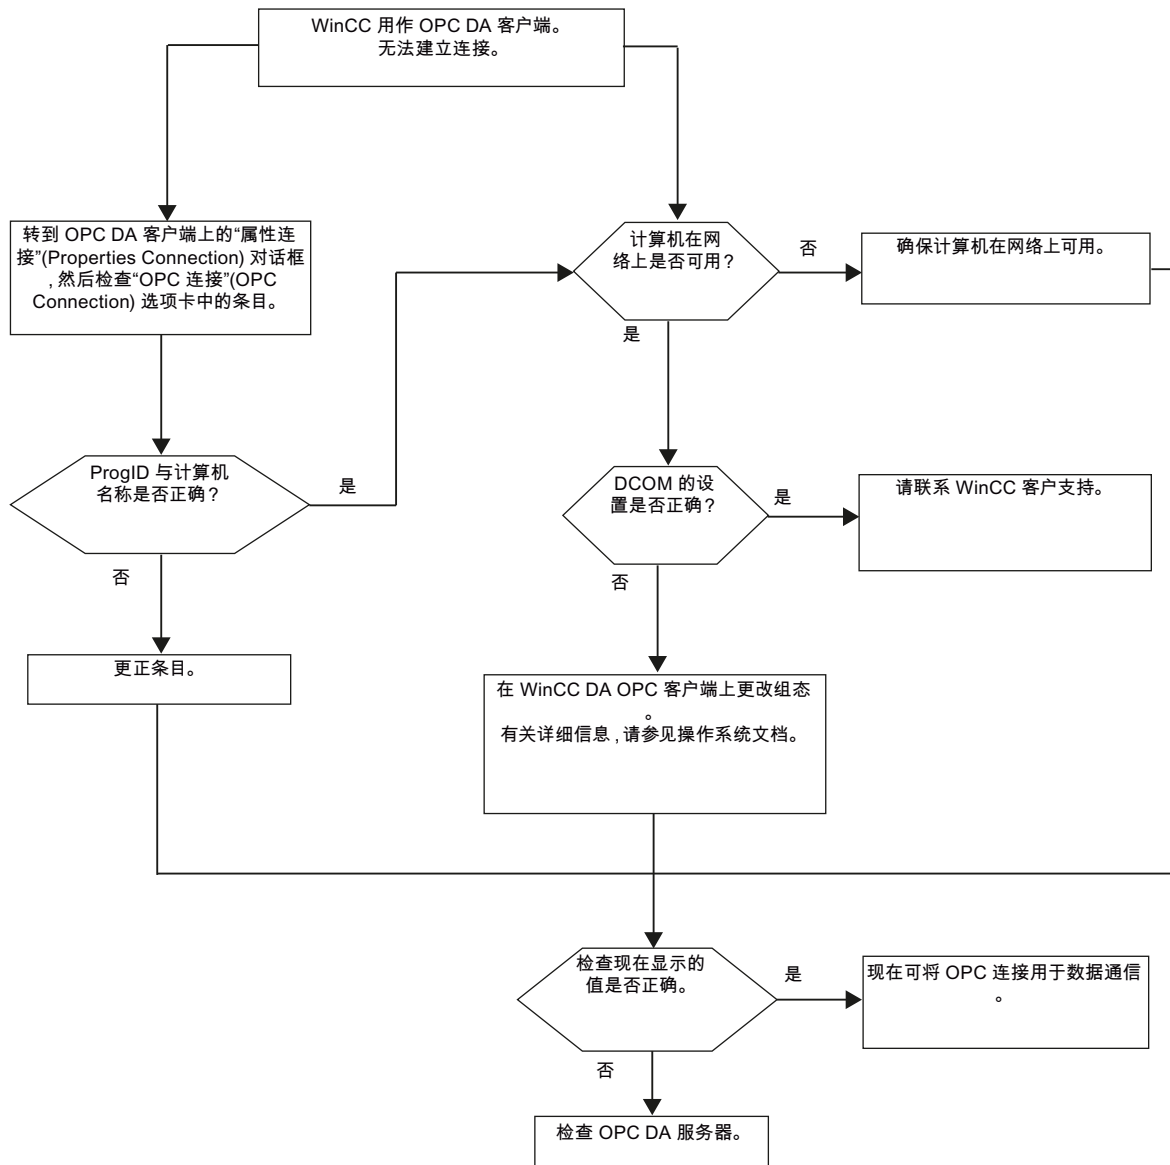 WinCC 用作 OPC DA 客户端。
无法建立连接。
转到 OPC DA 客户端上的“属性连
接”(Properties Connection) 对话框
，然后检查“OPC 连接”(OPC
Connection) 选项卡中的条目。
计算机在网
络上是否可用？
否
确保计算机在网络上可用。
是
ProgID 与计算机
名称是否正确？
是
DCOM 的设
置是否正确？
是
请联系 WinCC 客户支持。
否
否
更正条目。
在 WinCC DA OPC 客户端上更改组态
。
有关详细信息，请参见操作系统文档。
检查现在显示的
值是否正确。
是
现在可将 OPC 连接用于数据通信
。
否
检查 OPC DA 服务器。